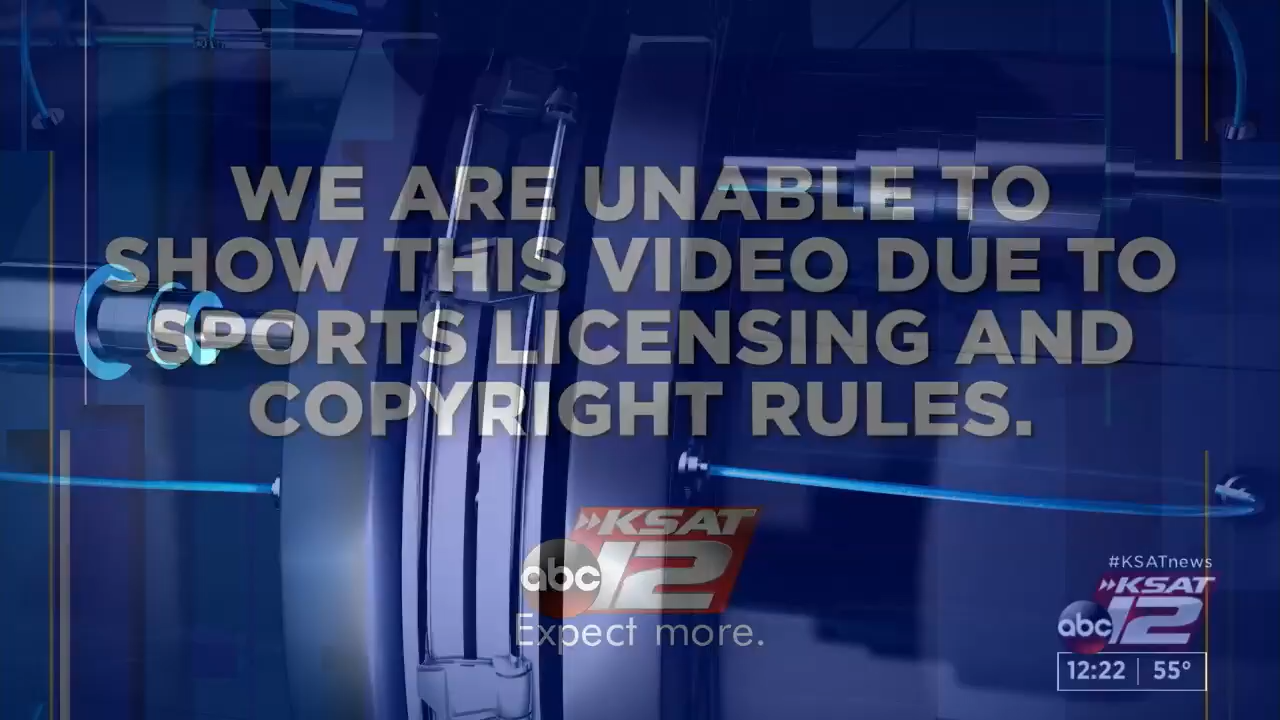 WE ARE UNABLE TO
SHOW THIS VIDEO DUE TO
SPORTS LICENSING AND
COPYRIGHT RULES.
»KSAT
abc 12
Expect more.
#KSATnews
»KSAT
abc 12
12:22 | 55°